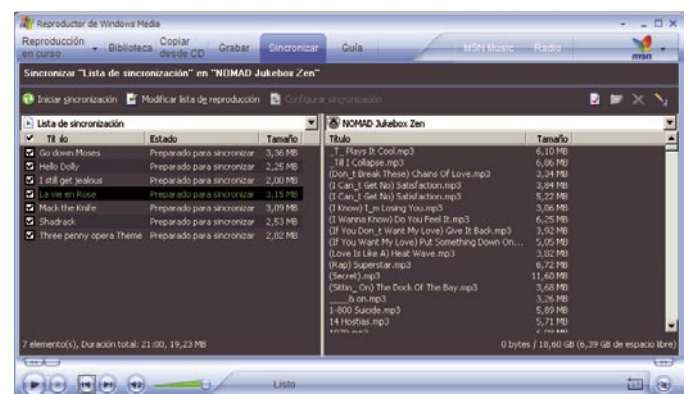 Reproductor de Windows Media
Reproducción en curso
Biblioteca
Copiar desde CD
Grabar
Sincronizar
Guía
MSN Music
Radio
msn
Sincronizar "Lista de sincronización" en "NOMAD Jukebox Zen"
Iniciar sincronización
Modificar lista de reproducción
Configurar sincronización
Lista de sincronización
NOMAD Jukebox Zen
Título Estado Tamaño
Título Tamaño
Go down Moses Preparado para sincronizar 3,36 MB
Hello Dolly Preparado para sincronizar 2,25 MB
I still get jealous Preparado para sincronizar 2,00 MB
La vie en Rose Preparado para sincronizar 3,15 MB
Mack the Knife Preparado para sincronizar 3,09 MB
Shadrack Preparado para sincronizar 2,53 MB
Three penny opera Theme Preparado para sincronizar 2,82 MB
_T_ Plays It Cool.mp3 6,10 MB
_Till I Collapse.mp3 6,86 MB
(Don_t Break These) Chains Of Love.mp3 3,34 MB
(I Can_t Get No) Satisfaction.mp3 3,84 MB
(I Can_t Get No) Satisfaction.mp3 5,22 MB
(I Know) I_m Losing You.mp3 3,06 MB
(I Wanna Know) Do You Feel It.mp3 6,25 MB
(If You Don_t Want My Love) Give It Back.mp3 3,92 MB
(If You Want My Love) Put Something Down On... 5,05 MB
(Love Is Like A) Heat Wave.mp3 3,82 MB
(Rap) Superstar.mp3 6,72 MB
(Secret).mp3 11,60 MB
(Sittin_ On) The Dock Of The Bay.mp3 3,68 MB
& on.mp3 3,26 MB
1-800 Suicide.mp3 5,89 MB
14 Hostias.mp3 5,71 MB
7 elemento(s), Duración total: 21:00, 19,23 MB
0 bytes / 18,60 GB (6,39 GB de espacio libre)
Listo